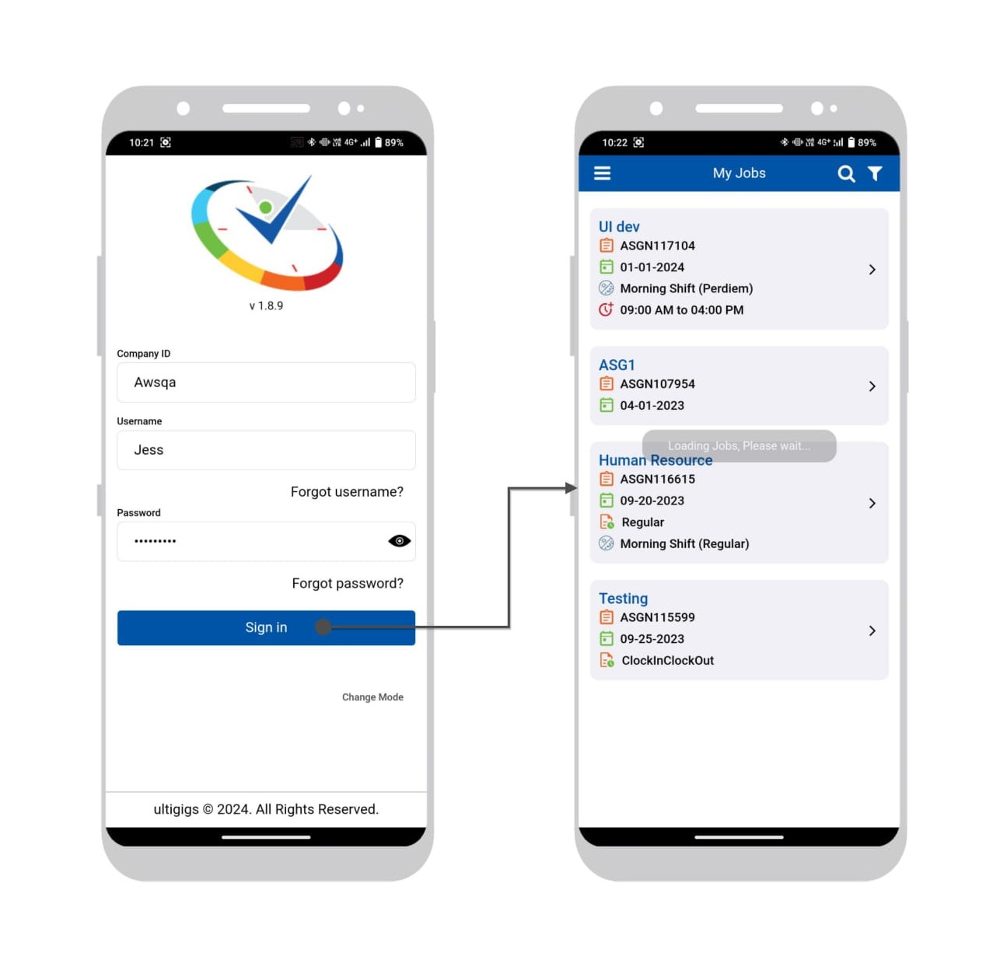 10:21
4G+
89%
v 1.8.9
Company ID
Awsqa
Username
Jess
Forgot username?
Password
•••••••••
Forgot password?
Sign in
Change Mode
ultigigs © 2024. All Rights Reserved.
10:22
4G+
89%
My Jobs
UI dev
ASGN117104
01-01-2024
Morning Shift (Perdiem)
09:00 AM to 04:00 PM
ASG1
ASGN107954
04-01-2023
Loading Jobs, Please wait...
Human Resource
ASGN116615
09-20-2023
Regular
Morning Shift (Regular)
Testing
ASGN115599
09-25-2023
ClockInClockOut